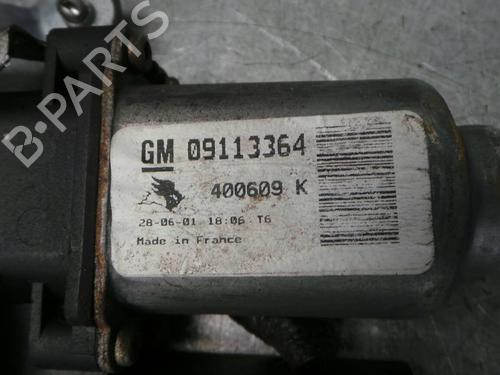 GM 09113364
400609 K
28-06-01 18:06 T6
Made in France
B-PARTS